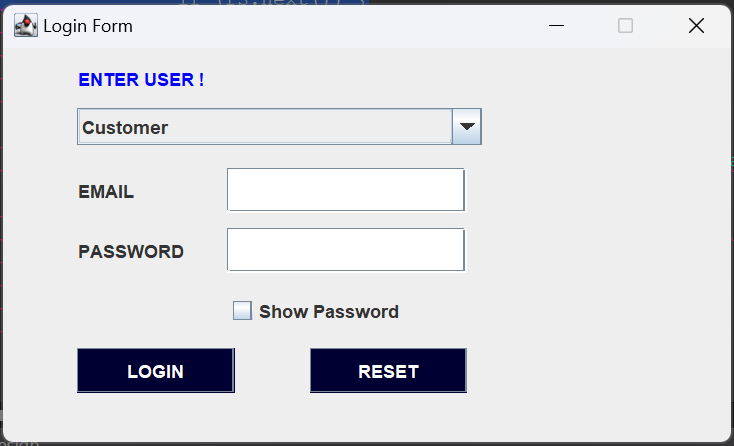 Login Form
ENTER USER !
Customer
EMAIL
PASSWORD
Show Password
LOGIN
RESET